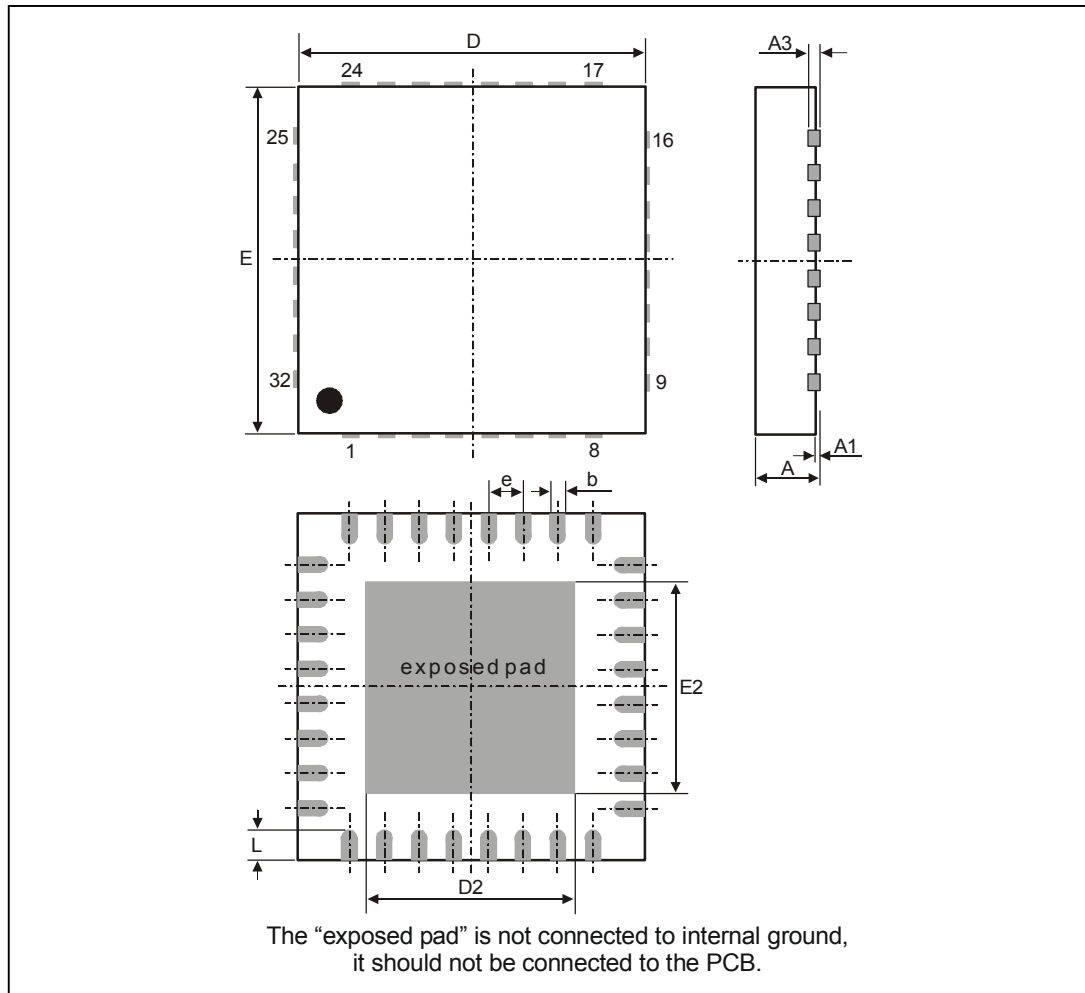 D
A3
24
17
25
16
E
32
9
1
8
A1
A
e
b
exposed pad
E2
L
D2
The “exposed pad” is not connected to internal ground,
it should not be connected to the PCB.